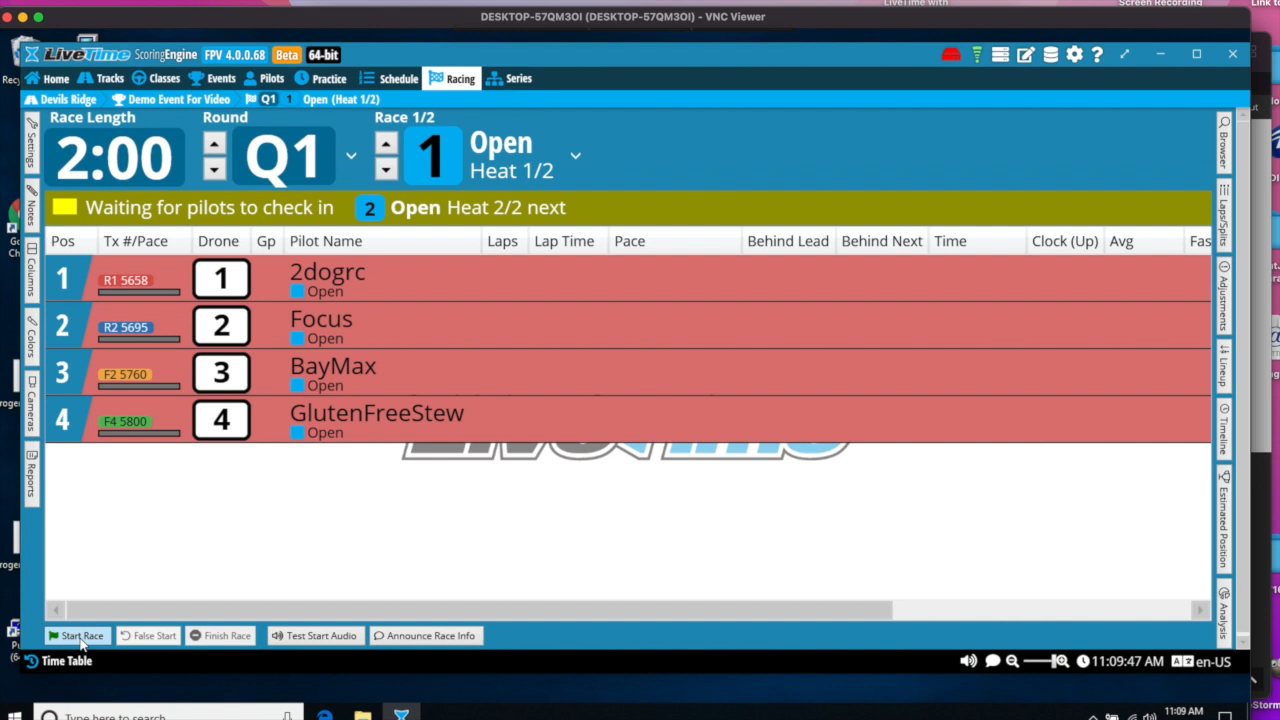 LiveTime with
Screen Recording
Link to
DESKTOP-57QM3OI (DESKTOP-57QM3OI) - VNC Viewer
LiveTime ScoringEngine FPV 4.0.0.68 Beta 64-bit
Home Tracks Classes Events Pilots Practice Schedule Racing Series
Devils Ridge Demo Event For Video Q1 1 Open (Heat 1/2)
Race Length Round Race 1/2
2:00 Q1 1 Open
Heat 1/2
Waiting for pilots to check in 2 Open Heat 2/2 next
Pos Tx #/Pace Drone Gp Pilot Name Laps Lap Time Pace Behind Lead Behind Next Time Clock (Up) Avg Fas
1 R1 5658 1 2dogrc
Open
2 R2 5695 2 Focus
Open
3 F2 5760 3 BayMax
Open
4 F4 5800 4 GlutenFreeStew
Open
Settings
Notes
Columns
Colors
Cameras
Reports
Browser
Laps/Splits
Adjustments
Lineup
Timeline
Estimated Position
Analysis
Start Race False Start Finish Race Test Start Audio Announce Race Info
Time Table 11:09:47 AM en-US
Type here to search 11:09 AM